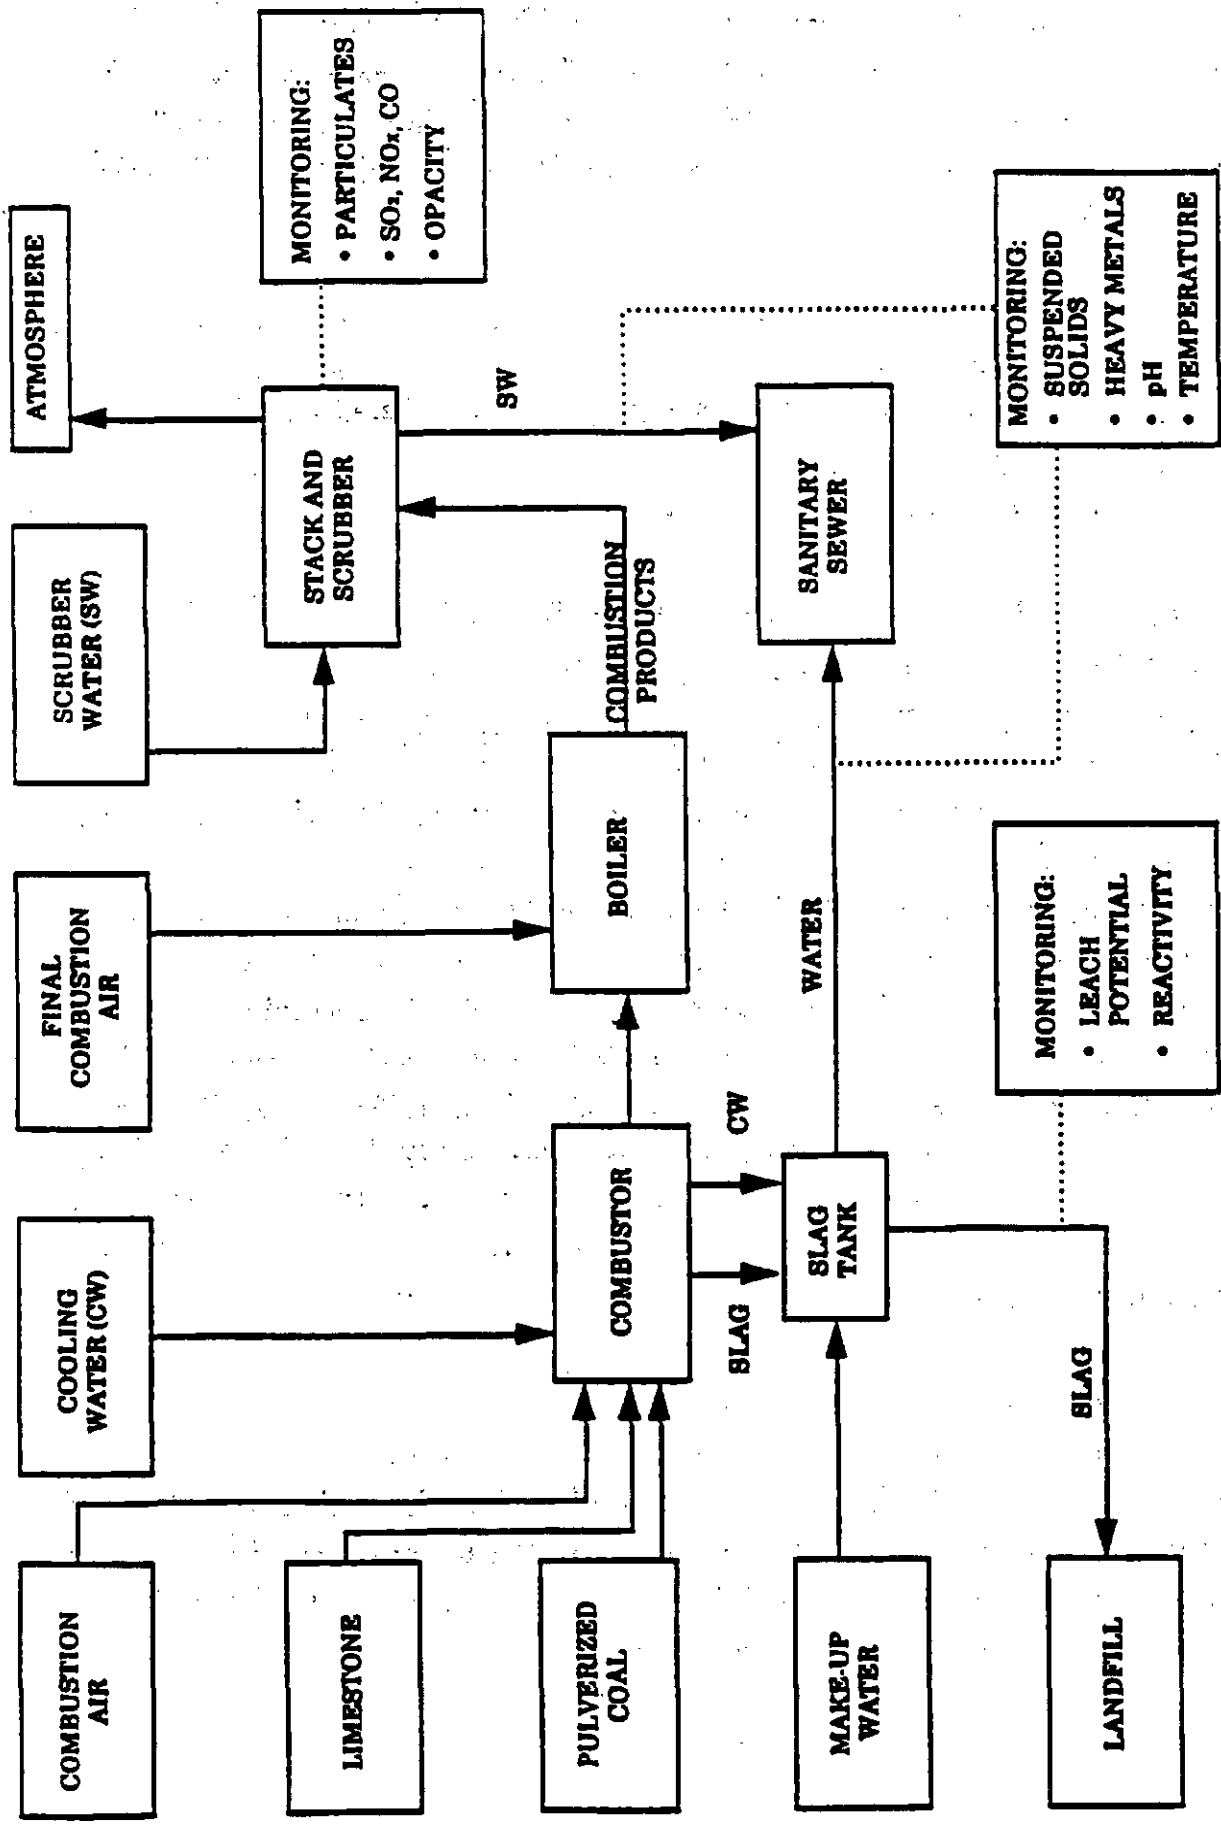 COMBUSTION
AIR
COOLING
WATER (CW)
FINAL
COMBUSTION
AIR
SCRUBBER
WATER (SW)
ATMOSPHERE
LIMESTONE
STACK AND
SCRUBBER
MONITORING:
• PARTICULATES
• SO₂, NOx, CO
• OPACITY
PULVERIZED
COAL
COMBUSTOR
BOILER
COMBUSTION
PRODUCTS
SW
SLAG
CW
MAKE-UP
WATER
SLAG
TANK
WATER
SANITARY
SEWER
LANDFILL
SLAG
MONITORING:
• LEACH
POTENTIAL
• REACTIVITY
MONITORING:
• SUSPENDED
SOLIDS
• HEAVY METALS
• pH
• TEMPERATURE